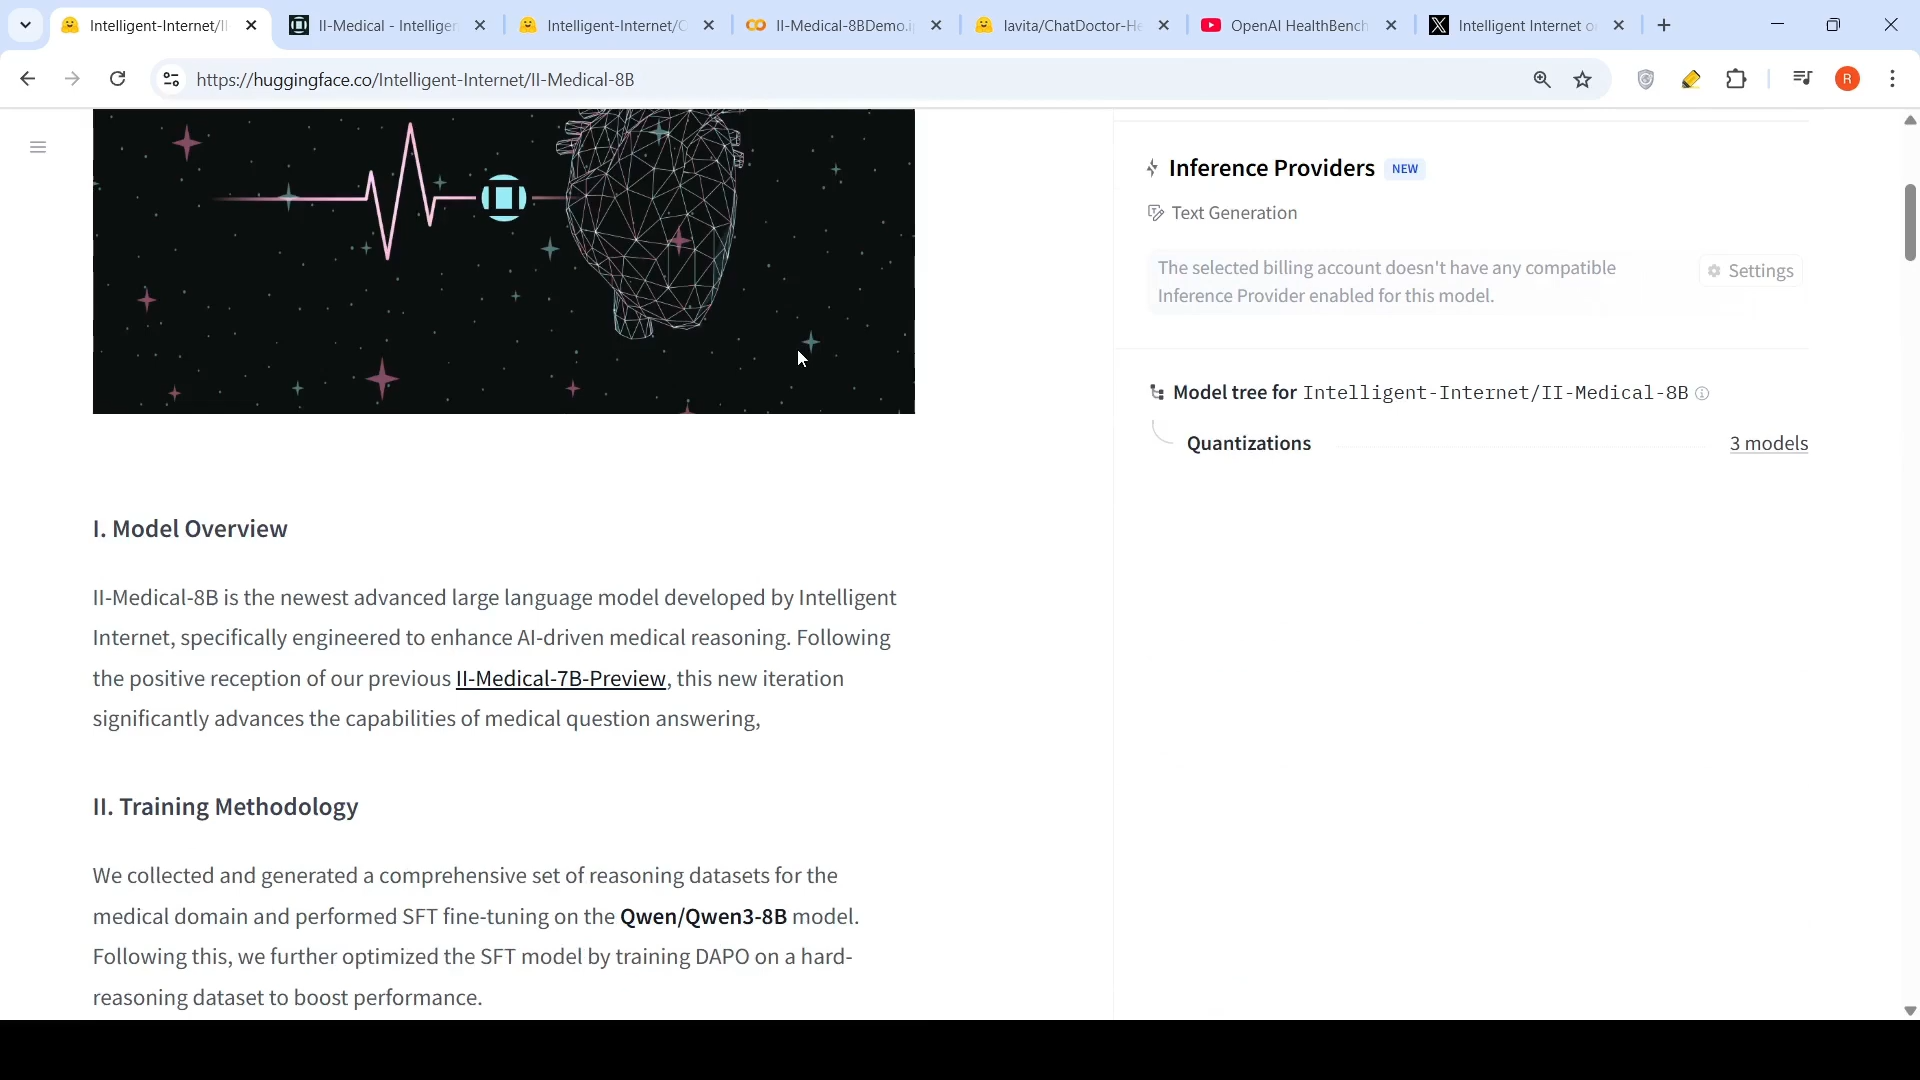 Intelligent-Internet/II
II-Medical - Intelligen
Intelligent-Internet/C
II-Medical-8BDemo.i
lavita/ChatDoctor-He
OpenAI HealthBench
Intelligent Internet o
https://huggingface.co/Intelligent-Internet/II-Medical-8B
R
I. Model Overview
II-Medical-8B is the newest advanced large language model developed by Intelligent
Internet, specifically engineered to enhance AI-driven medical reasoning. Following
the positive reception of our previous II-Medical-7B-Preview, this new iteration
significantly advances the capabilities of medical question answering,
II. Training Methodology
We collected and generated a comprehensive set of reasoning datasets for the
medical domain and performed SFT fine-tuning on the Qwen/Qwen3-8B model.
Following this, we further optimized the SFT model by training DAPO on a hard-
reasoning dataset to boost performance.
Inference Providers NEW
Text Generation
The selected billing account doesn't have any compatible
Inference Provider enabled for this model.
Settings
Model tree for Intelligent-Internet/II-Medical-8B
Quantizations
3 models